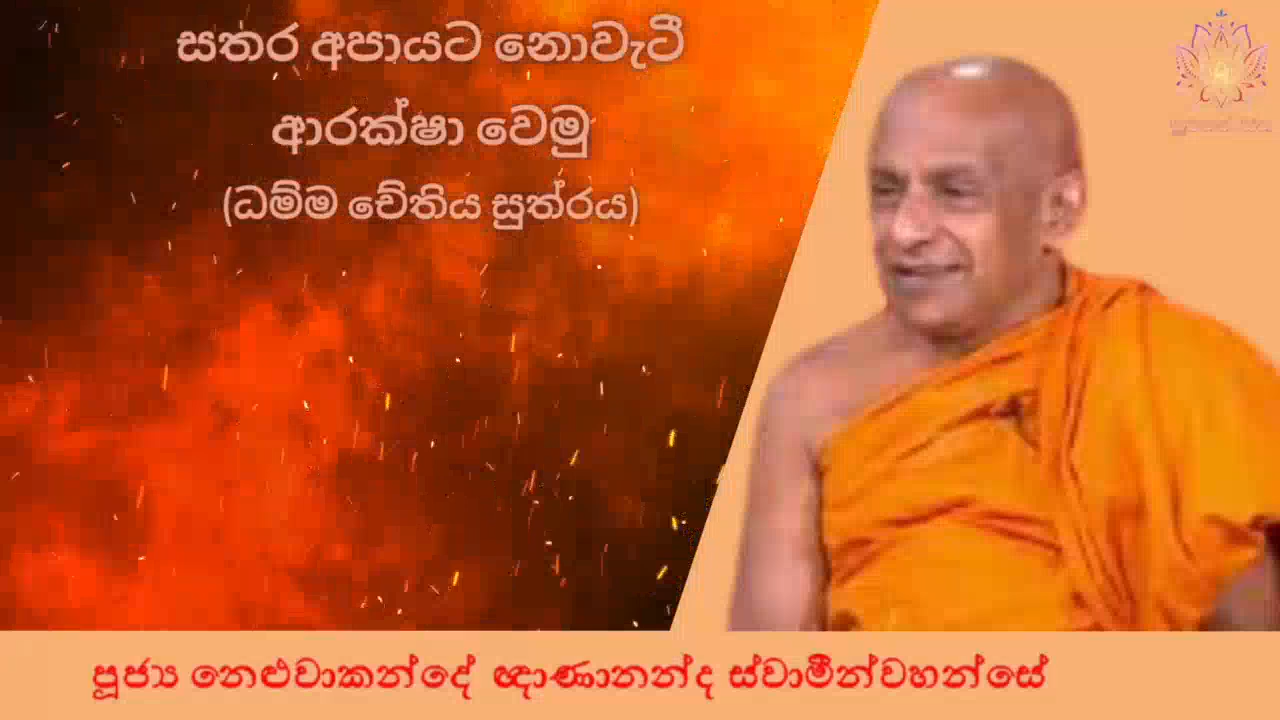 සතර අපායට නොවැටී
ආරක්ෂා වෙමු
(ධම්ම චේතිය සුත්රය)
පූජ්‍ය නෙළුවාකන්දේ ඥාණානන්ද ස්වාමීන්වහන්සේ